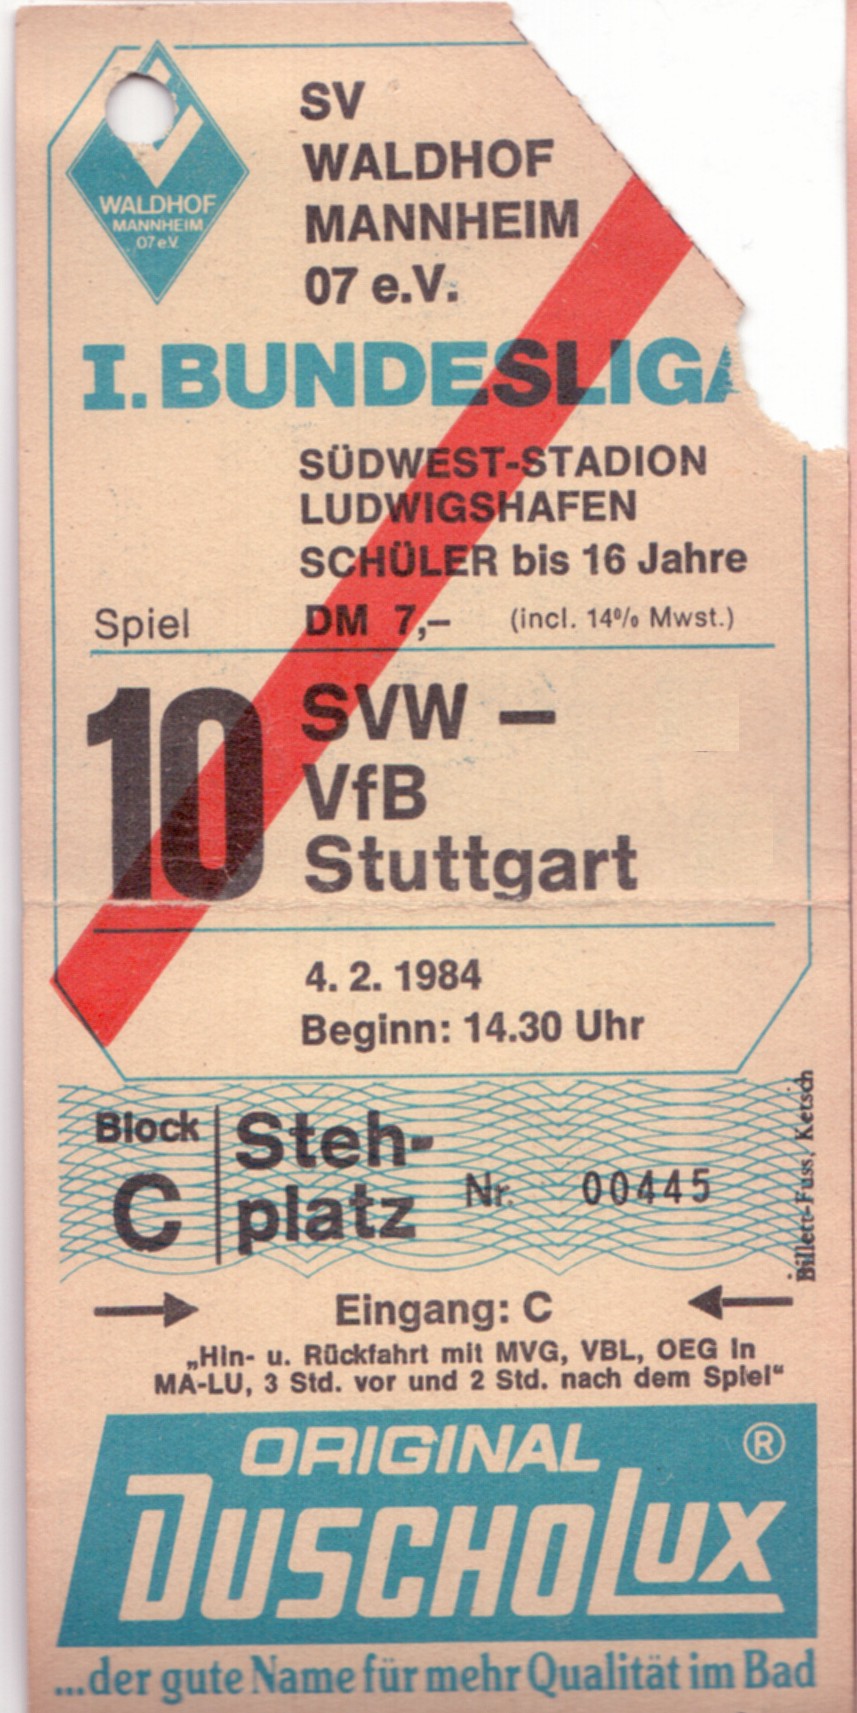 WALDHOF
MANNHEIM
07 e.V.
SV
WALDHOF
MANNHEIM
07 e.V.
I. BUNDESLIGA
SÜDWEST-STADION
LUDWIGSHAFEN
SCHÜLER bis 16 Jahre
Spiel DM 7,– (incl. 14% Mwst.)
10 SVW –
VfB
Stuttgart
4. 2. 1984
Beginn: 14.30 Uhr
Block C
Steh-
platz
Nr. 00445
Billett-Fuss, Ketsch
Eingang: C
„Hin- u. Rückfahrt mit MVG, VBL, OEG in
MA-LU, 3 Std. vor und 2 Std. nach dem Spiel“
ORIGINAL ®
DUSCHOLUX
...der gute Name für mehr Qualität im Bad